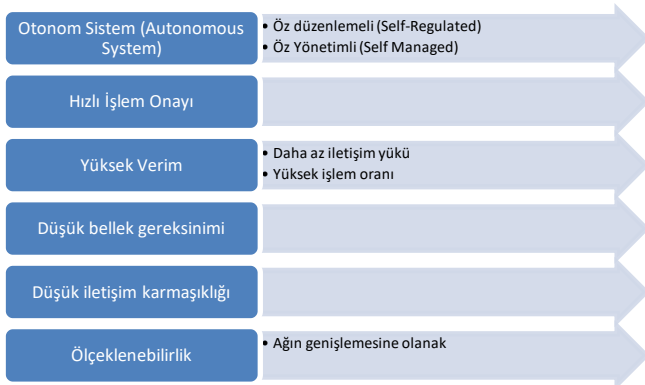 Otonom Sistem (Autonomous
System)
• Öz düzenlemeli (Self-Regulated)
• Öz Yönetimli (Self Managed)
Hızlı İşlem Onayı
Yüksek Verim
• Daha az iletişim yükü
• Yüksek işlem oranı
Düşük bellek gereksinimi
Düşük iletişim karmaşıklığı
Ölçeklenebilirlik
• Ağın genişlemesine olanak